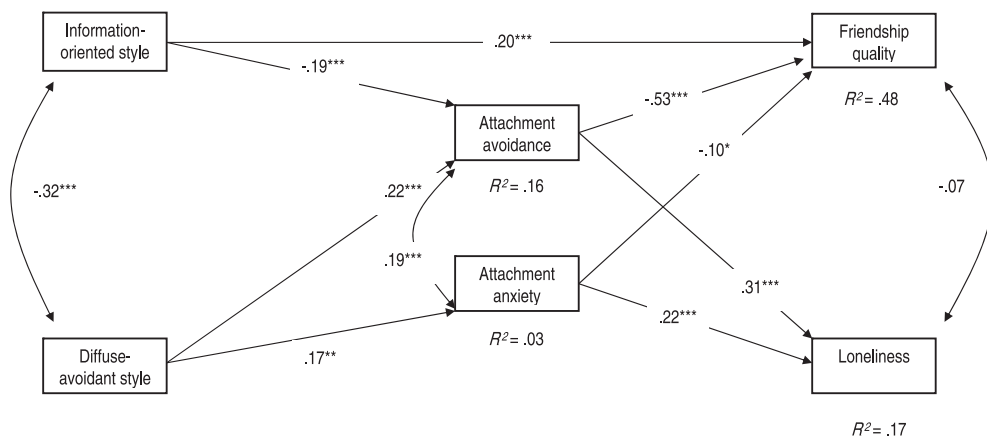 Information-
oriented style
.20***
Friendship
quality
-.19***
R² = .48
-.53***
Attachment
avoidance
-.10*
R² = .16
-.32***
.22***
-.07
.19***
Attachment
anxiety
.31***
.22***
R² = .03
Diffuse-
avoidant style
.17**
Loneliness
R² = .17